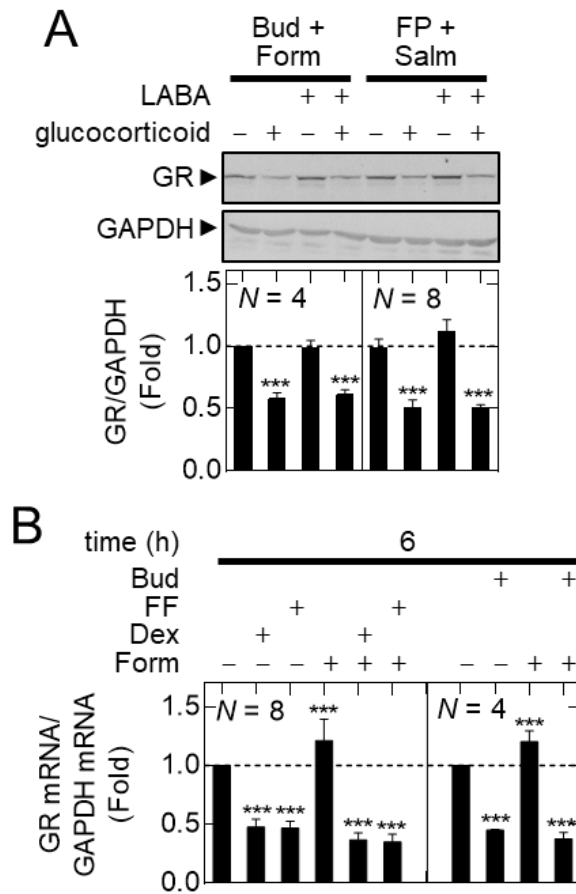 A
Bud + Form
FP + Salm
LABA + + + +
glucocorticoid – + – + – + – +
GR
GAPDH
GR/GAPDH (Fold)
1.5
1.0
0.5
0.0
N = 4
N = 8
*** *** *** ***
B
time (h) 6
Bud + +
FF + +
Dex + +
Form – – – + + + – – + +
GR mRNA/ GAPDH mRNA (Fold)
1.5
1.0
0.5
0.0
N = 8
N = 4
*** *** *** *** *** *** *** ***